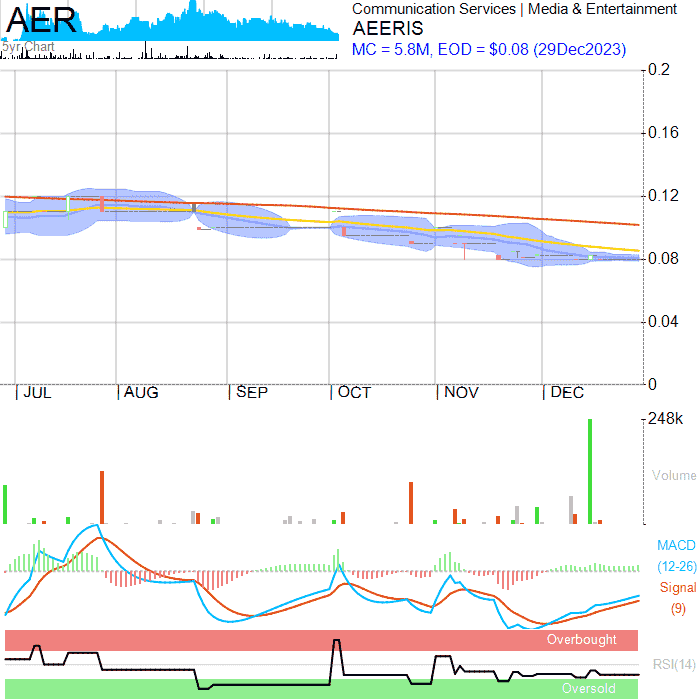 AER
5yr Chart
Communication Services | Media & Entertainment
AEERIS
MC = 5.8M, EOD = $0.08 (29Dec2023)
0.2
0.16
0.12
0.08
0.04
0
| JUL | AUG | SEP | OCT | NOV | DEC
248k
Volume
MACD
(12-26)
Signal
(9)
Overbought
RSI(14)
Oversold